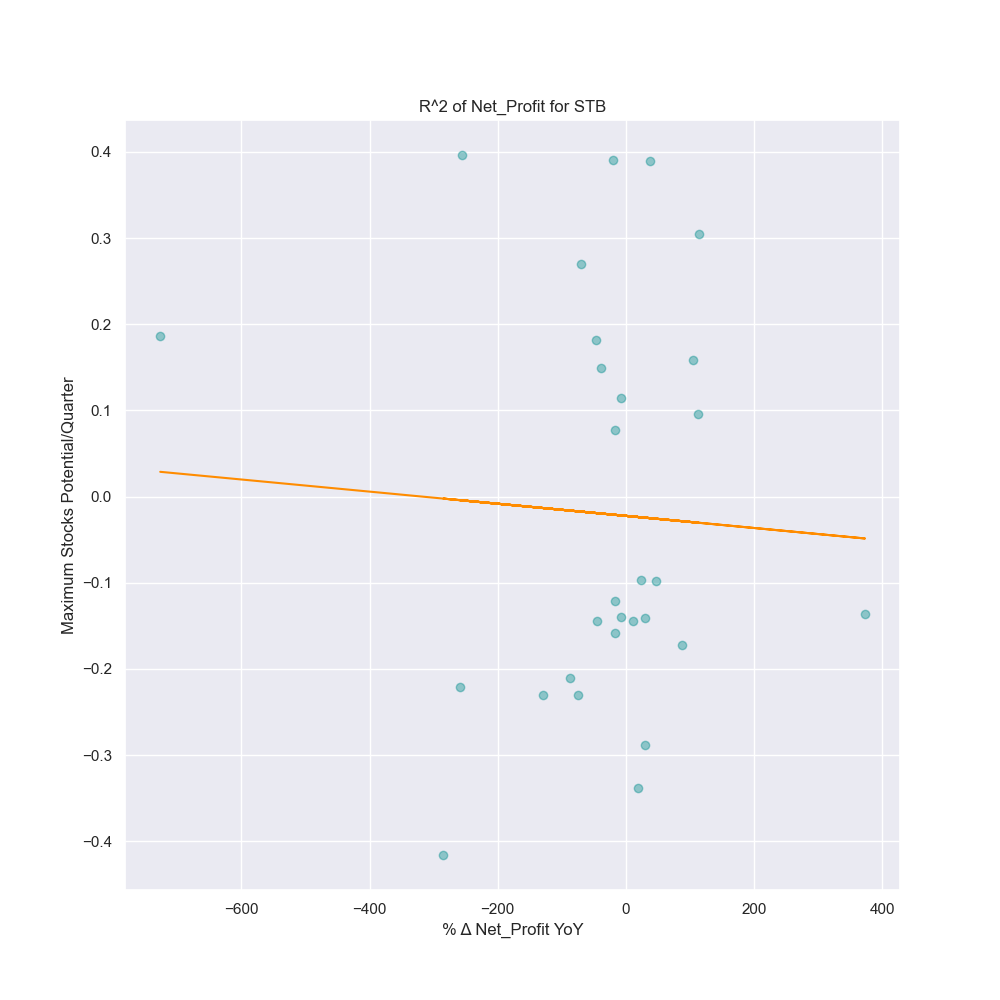 R^2 of Net_Profit for STB
Maximum Stocks Potential/Quarter
0.4
0.3
0.2
0.1
0.0
−0.1
−0.2
−0.3
−0.4
−600 −400 −200 0 200 400
% Δ Net_Profit YoY